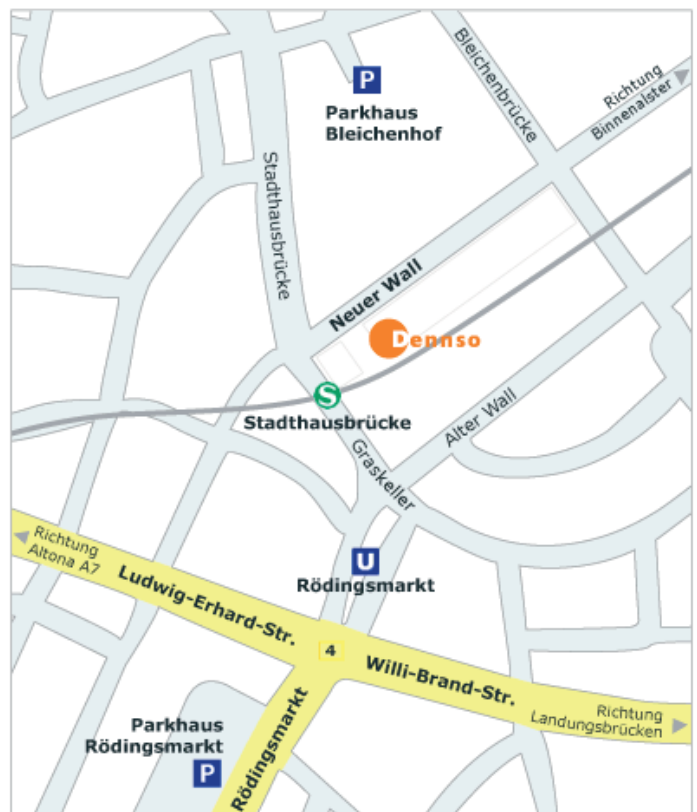 Bleichenbrücke
Richtung
Binnenalster
P
Parkhaus
Bleichenhof
Stadthausbrücke
Neuer Wall
Dennso
S
Stadthausbrücke
Alter Wall
Graskeller
Richtung
Altona A7
U
Rödingsmarkt
Ludwig-Erhard-Str.
4
Willi-Brand-Str.
Richtung
Landungsbrücken
Parkhaus
Rödingsmarkt
P
Rödingsmarkt